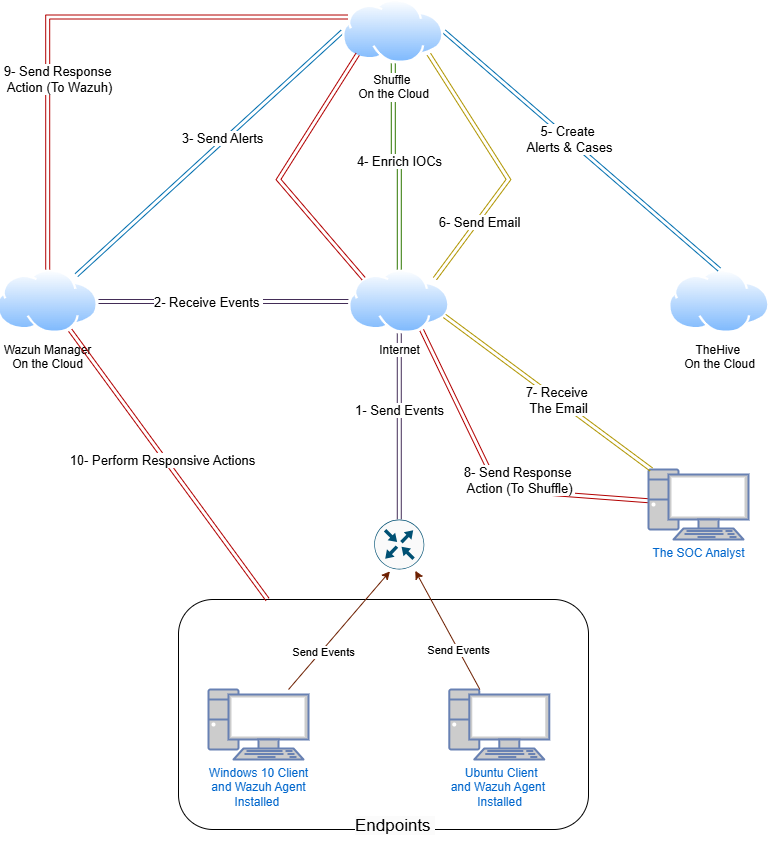 9- Send Response
Action (To Wazuh)
Shuffle
On the Cloud
3- Send Alerts
5- Create
Alerts & Cases
4- Enrich IOCs
6- Send Email
2- Receive Events
Wazuh Manager
On the Cloud
Internet
TheHive
On the Cloud
7- Receive
The Email
1- Send Events
10- Perform Responsive Actions
8- Send Response
Action (To Shuffle)
The SOC Analyst
Send Events
Send Events
Windows 10 Client
and Wazuh Agent
Installed
Ubuntu Client
and Wazuh Agent
Installed
Endpoints